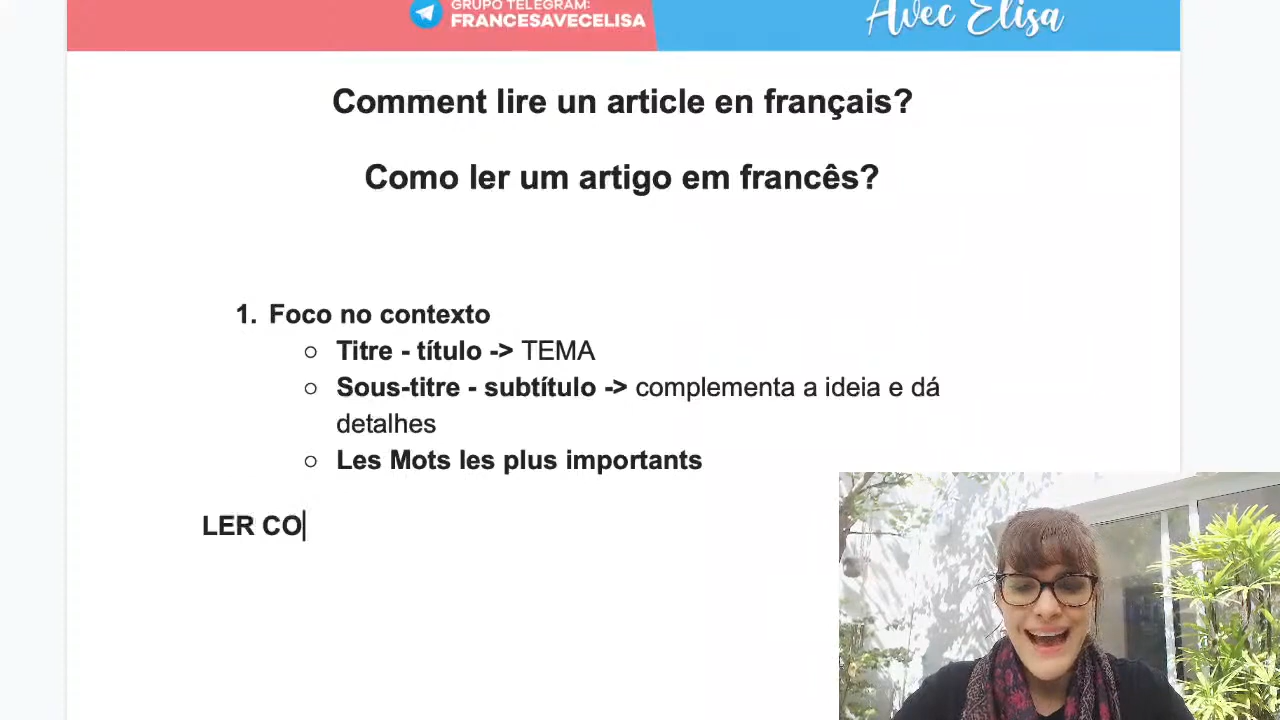 GRUPO TELEGRAM:
FRANCESAVECELISA
Avec Elisa
Comment lire un article en français?
Como ler um artigo em francês?
1. Foco no contexto
○ Titre - título -> TEMA
○ Sous-titre - subtítulo -> complementa a ideia e dá
detalhes
○ Les Mots les plus importants
LER CO